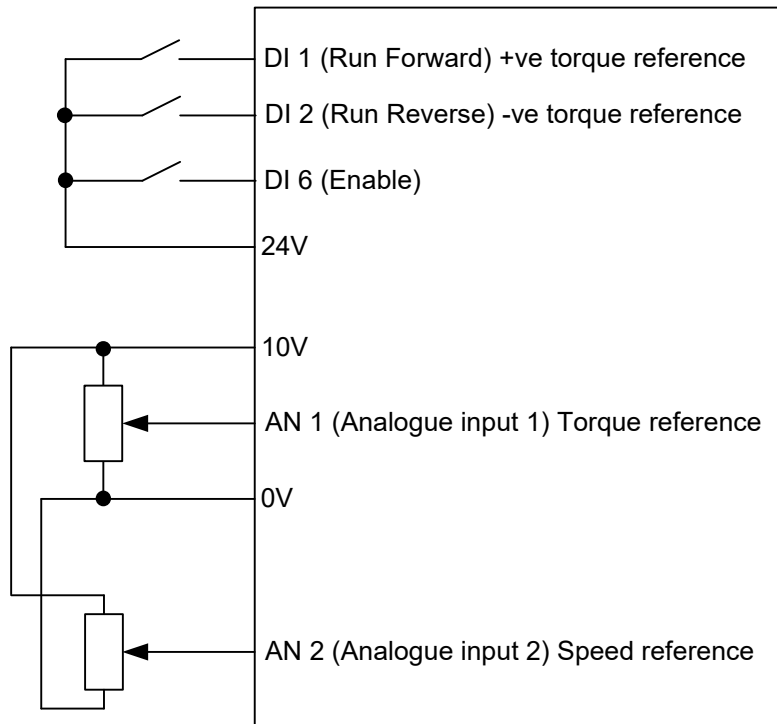 DI 1 (Run Forward) +ve torque reference
DI 2 (Run Reverse) -ve torque reference
DI 6 (Enable)
24V
10V
AN 1 (Analogue input 1) Torque reference
0V
AN 2 (Analogue input 2) Speed reference